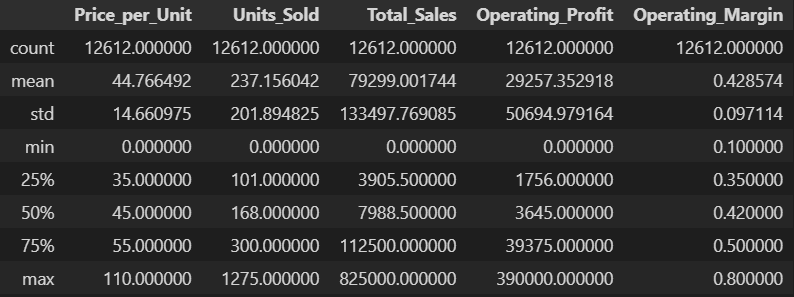 Price_per_Unit Units_Sold Total_Sales Operating_Profit Operating_Margin
count 12612.000000 12612.000000 12612.000000 12612.000000 12612.000000
mean 44.766492 237.156042 79299.001744 29257.352918 0.428574
std 14.660975 201.894825 133497.769085 50694.979164 0.097114
min 0.000000 0.000000 0.000000 0.000000 0.100000
25% 35.000000 101.000000 3905.500000 1756.000000 0.350000
50% 45.000000 168.000000 7988.500000 3645.000000 0.420000
75% 55.000000 300.000000 112500.000000 39375.000000 0.500000
max 110.000000 1275.000000 825000.000000 390000.000000 0.800000